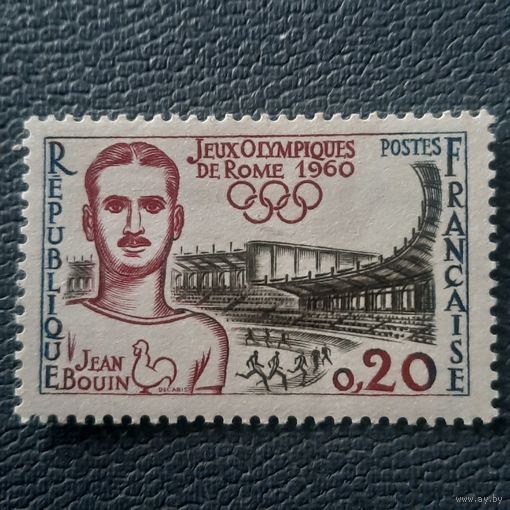 RÉPUBLIQUE
JEUX OLYMPIQUES
DE ROME 1960
POSTES
FRANÇAISE
JEAN
BOUIN
DECARIS
0,20
www.ay.by